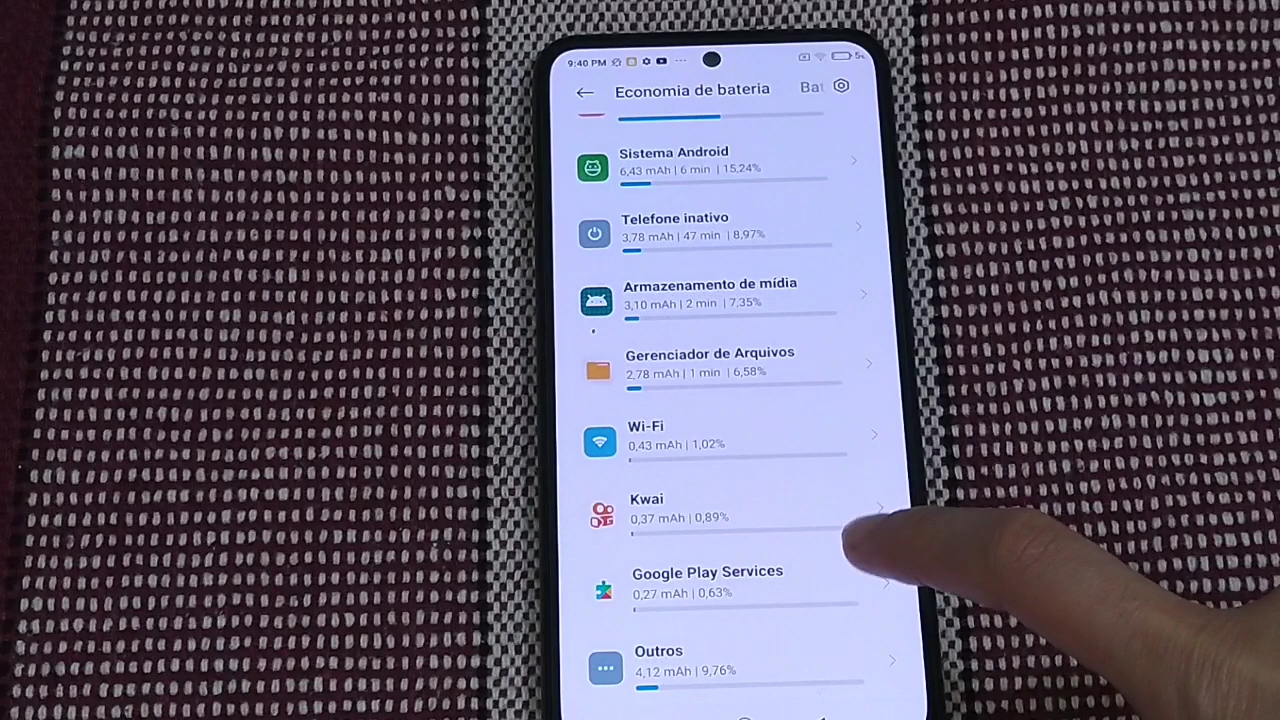 9:40 PM
Economia de bateria
Sistema Android
6,43 mAh | 6 min | 15,24%
Telefone inativo
3,78 mAh | 47 min | 8,97%
Armazenamento de mídia
3,10 mAh | 2 min | 7,35%
Gerenciador de Arquivos
2,78 mAh | 1 min | 6,58%
Wi-Fi
0,43 mAh | 1,02%
Kwai
0,37 mAh | 0,89%
Google Play Services
0,27 mAh | 0,63%
Outros
4,12 mAh | 9,76%